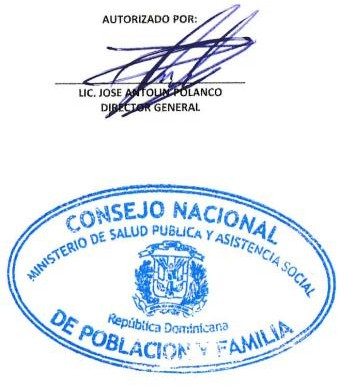 AUTORIZADO POR:
LIC. JOSE ANTOLIN POLANCO
DIRECTOR GENERAL
CONSEJO NACIONAL
MINISTERIO DE SALUD PUBLICA Y ASISTENCIA SOCIAL
República Dominicana
DE POBLACION Y FAMILIA